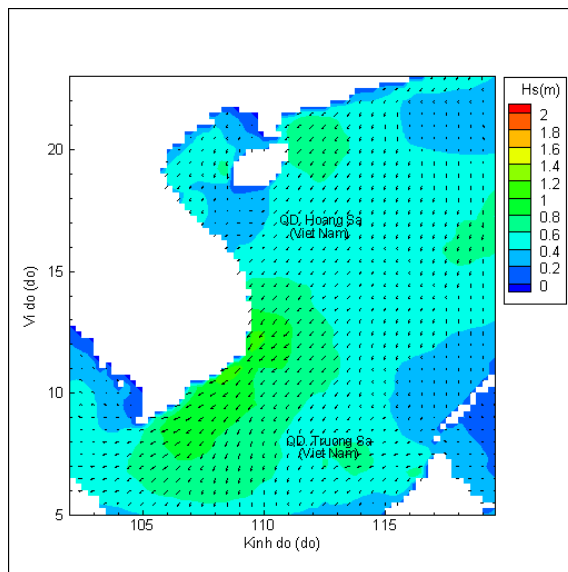 Hs(m)
2
1.8
1.6
1.4
1.2
1
0.8
0.6
0.4
0.2
0
20
15
10
5
Vi do (do)
QD. Hoang Sa
(Viet Nam)
QD. Truong Sa
(Viet Nam)
105
110
115
Kinh do (do)